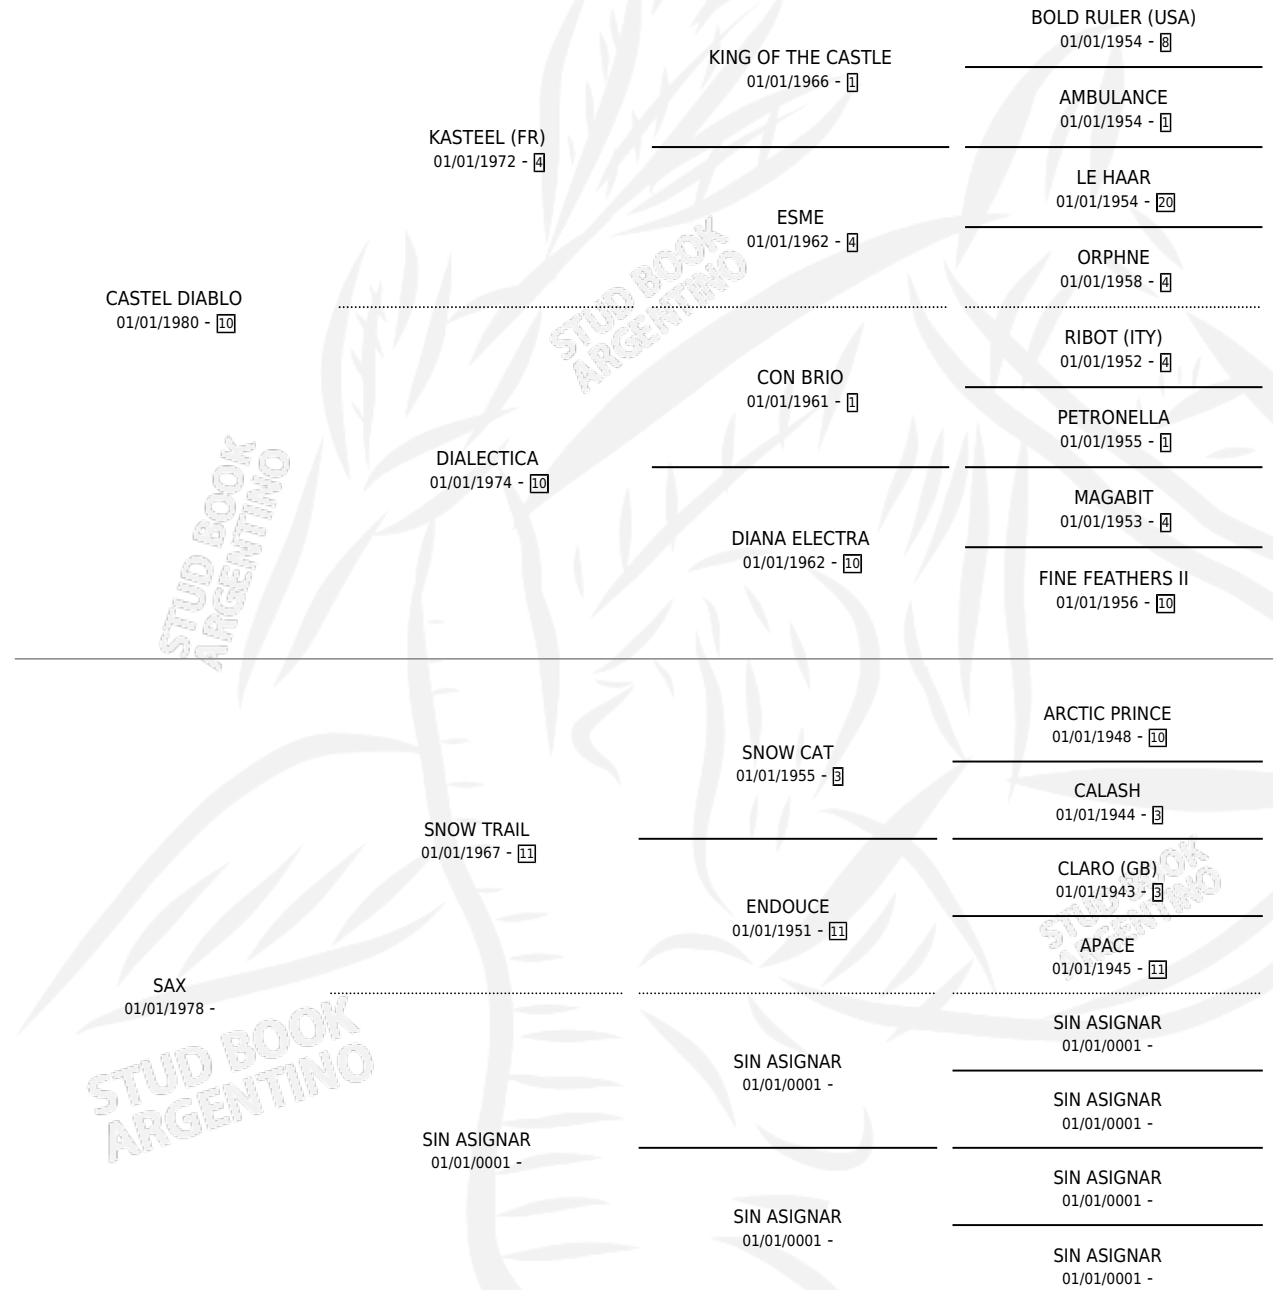 BOLD RULER (USA)
01/01/1954 - 8
KING OF THE CASTLE
01/01/1966 - 1
AMBULANCE
01/01/1954 - 1
KASTEEL (FR)
01/01/1972 - 4
LE HAAR
01/01/1954 - 20
ESME
01/01/1962 - 4
ORPHNE
01/01/1958 - 4
CASTEL DIABLO
01/01/1980 - 10
RIBOT (ITY)
01/01/1952 - 4
CON BRIO
01/01/1961 - 1
PETRONELLA
01/01/1955 - 1
DIALECTICA
01/01/1974 - 10
MAGABIT
01/01/1953 - 4
DIANA ELECTRA
01/01/1962 - 10
FINE FEATHERS II
01/01/1956 - 10
STUD BOOK
ARGENTINO
STUD BOOK
ARGENTINO
ARCTIC PRINCE
01/01/1948 - 10
SNOW CAT
01/01/1955 - 3
CALASH
01/01/1944 - 3
SNOW TRAIL
01/01/1967 - 11
CLARO (GB)
01/01/1943 - 3
ENDOUCE
01/01/1951 - 11
APACE
01/01/1945 - 11
STUD BOOK
ARGENTINO
SAX
01/01/1978 -
SIN ASIGNAR
01/01/0001 -
SIN ASIGNAR
01/01/0001 -
SIN ASIGNAR
01/01/0001 -
SIN ASIGNAR
01/01/0001 -
SIN ASIGNAR
01/01/0001 -
SIN ASIGNAR
01/01/0001 -
SIN ASIGNAR
01/01/0001 -
STUD BOOK
ARGENTINO